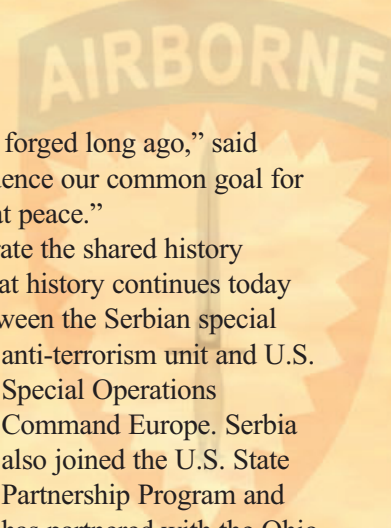 AIRBORNE
forged long ago,” said
ence our common goal for
at peace.”
ate the shared history
at history continues today
ween the Serbian special
anti-terrorism unit and U.S.
Special Operations
Command Europe. Serbia
also joined the U.S. State
Partnership Program and
has partnered with the Ohio